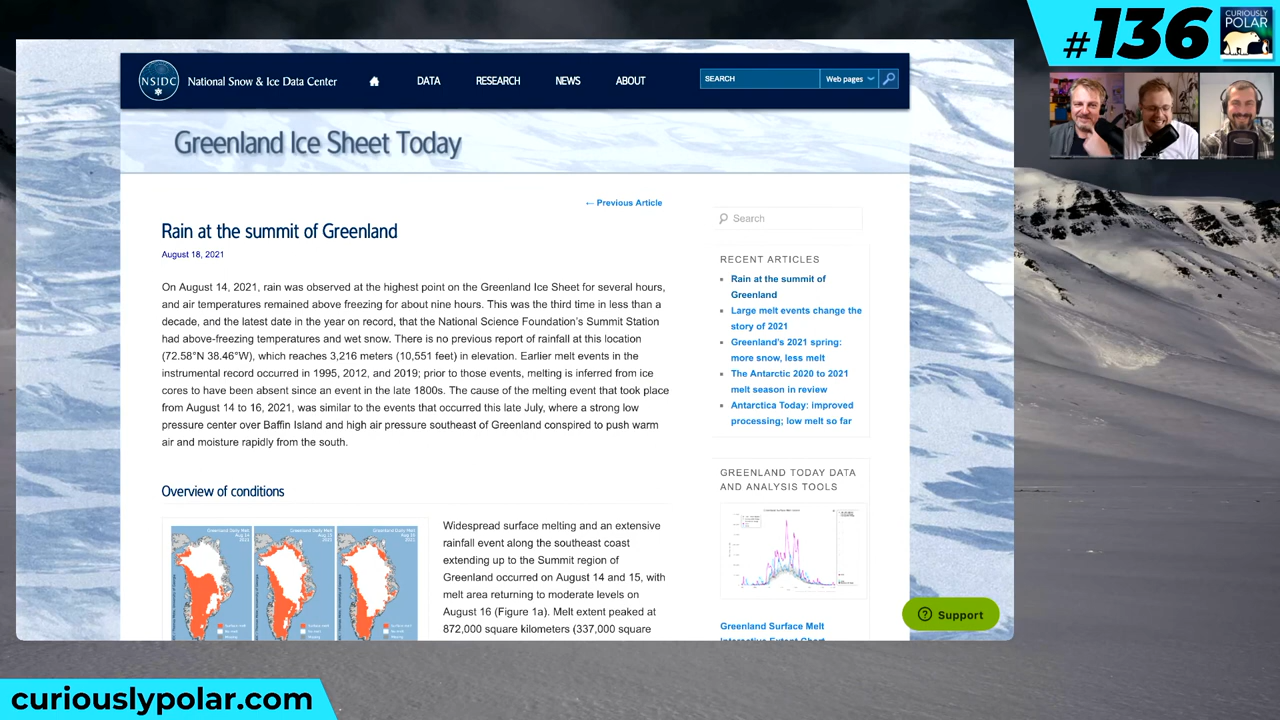 #136
CURIOUSLY
POLAR
NSIDC
National Snow & Ice Data Center
DATA
RESEARCH
NEWS
ABOUT
SEARCH
Web pages
Greenland Ice Sheet Today
← Previous Article
Rain at the summit of Greenland
August 18, 2021
On August 14, 2021, rain was observed at the highest point on the Greenland Ice Sheet for several hours,
and air temperatures remained above freezing for about nine hours. This was the third time in less than a
decade, and the latest date in the year on record, that the National Science Foundation's Summit Station
had above-freezing temperatures and wet snow. There is no previous report of rainfall at this location
(72.58°N 38.46°W), which reaches 3,216 meters (10,551 feet) in elevation. Earlier melt events in the
instrumental record occurred in 1995, 2012, and 2019; prior to those events, melting is inferred from ice
cores to have been absent since an event in the late 1800s. The cause of the melting event that took place
from August 14 to 16, 2021, was similar to the events that occurred this late July, where a strong low
pressure center over Baffin Island and high air pressure southeast of Greenland conspired to push warm
air and moisture rapidly from the south.
Overview of conditions
Widespread surface melting and an extensive
rainfall event along the southeast coast
extending up to the Summit region of
Greenland occurred on August 14 and 15, with
melt area returning to moderate levels on
August 16 (Figure 1a). Melt extent peaked at
872,000 square kilometers (337,000 square
Search
RECENT ARTICLES
Rain at the summit of
Greenland
Large melt events change the
story of 2021
Greenland's 2021 spring:
more snow, less melt
The Antarctic 2020 to 2021
melt season in review
Antarctica Today: improved
processing; low melt so far
GREENLAND TODAY DATA
AND ANALYSIS TOOLS
Greenland Surface Melt
Support
curiouslypolar.com